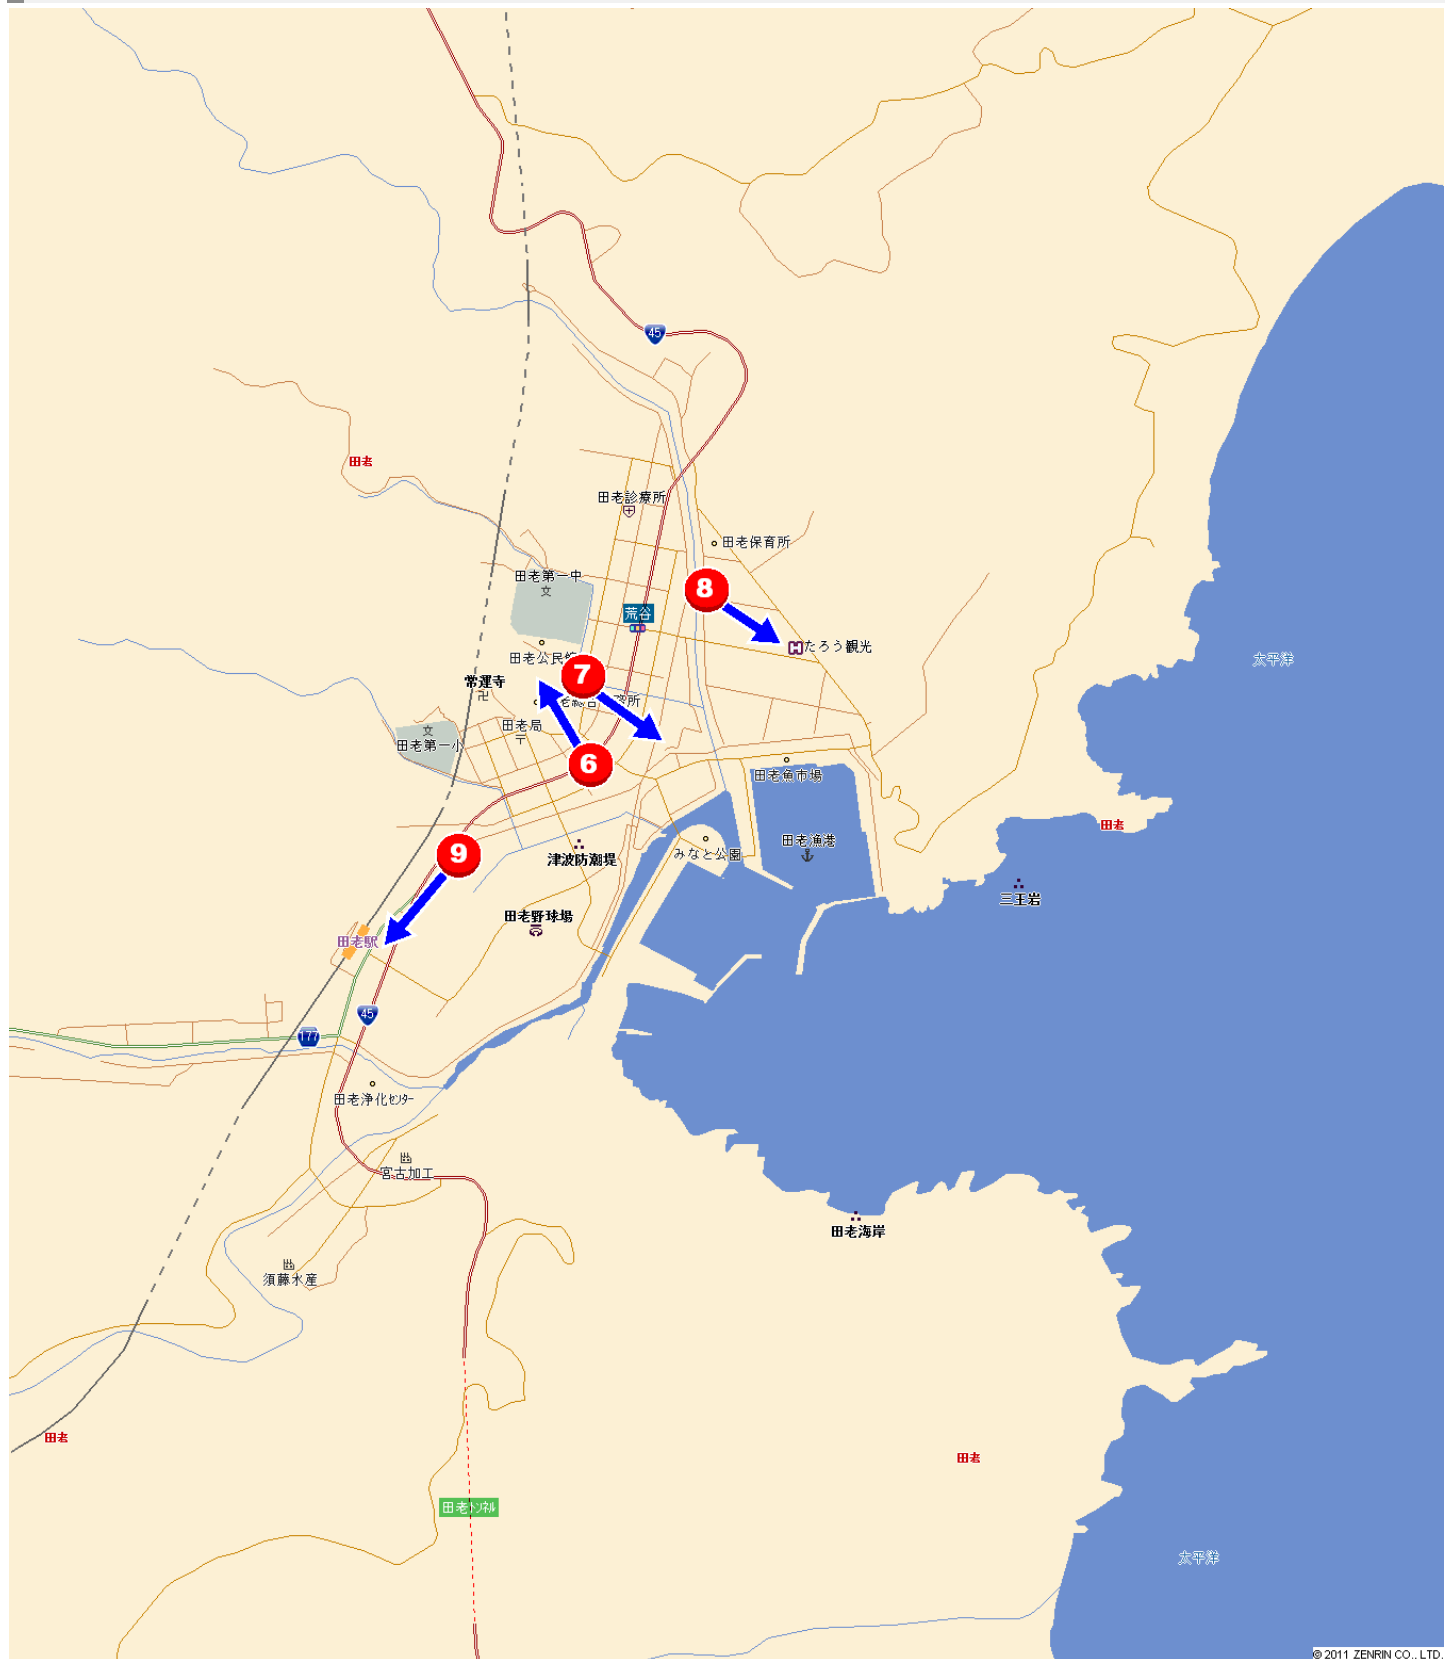 45
田老
田老診療所
田老保育所
田老第一中
8
荒谷
たろう観光
太平洋
田老公民館
7
常運寺
田老局
田老第一小
6
田老魚市場
田老
田老漁港
みなと公園
津波防潮堤
9
三王岩
田老野球場
田老駅
45
177
田老浄化センター
宮古加工
田老海岸
須藤水産
田老
田老
田老トンネル
太平洋
© 2011 ZENRIN CO., LTD.